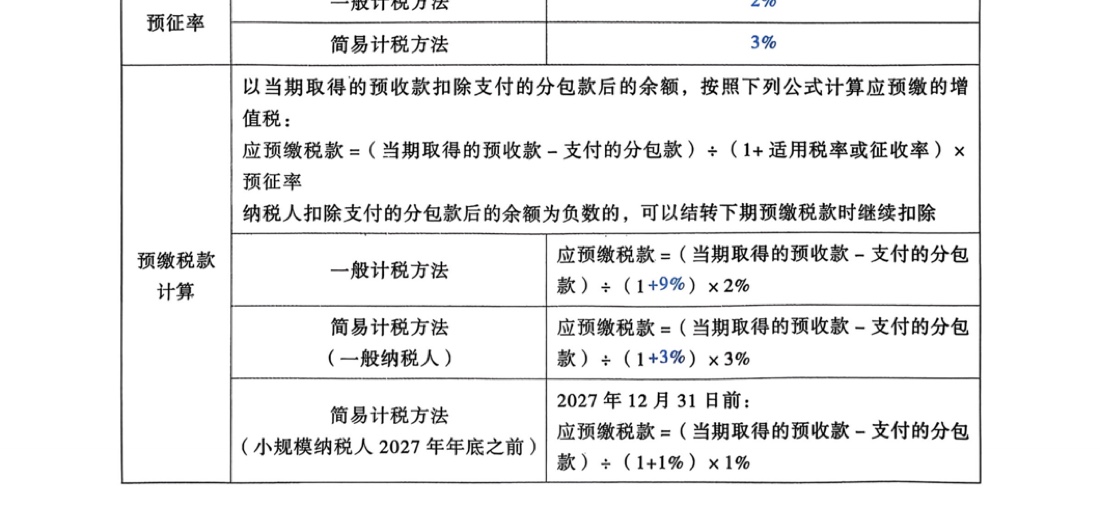 一般计税方法
2%
预征率
简易计税方法
3%
以当期取得的预收款扣除支付的分包款后的余额，按照下列公式计算应预缴的增
值税：
应预缴税款 =（当期取得的预收款 – 支付的分包款）÷（1+ 适用税率或征收率）×
预征率
纳税人扣除支付的分包款后的余额为负数的，可以结转下期预缴税款时继续扣除
预缴税款
计算
一般计税方法
应预缴税款 =（当期取得的预收款 – 支付的分包
款）÷（1+9%）× 2%
简易计税方法
（一般纳税人）
应预缴税款 =（当期取得的预收款 – 支付的分包
款）÷（1+3%）× 3%
简易计税方法
（小规模纳税人 2027 年年底之前）
2027 年 12 月 31 日前：
应预缴税款 =（当期取得的预收款 – 支付的分包
款）÷（1+1%）× 1%